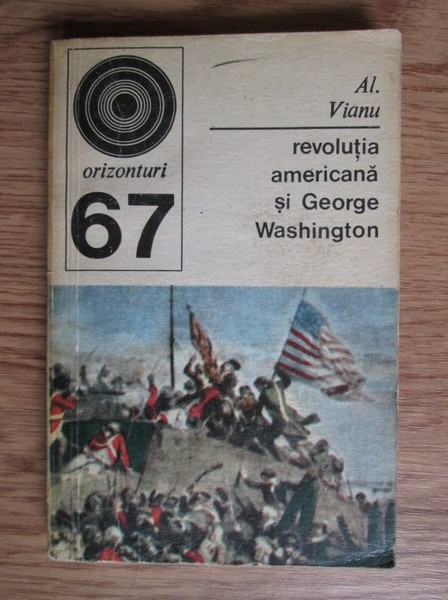 orizonturi
67
Al.
Vianu
revoluția
americană
și George
Washington